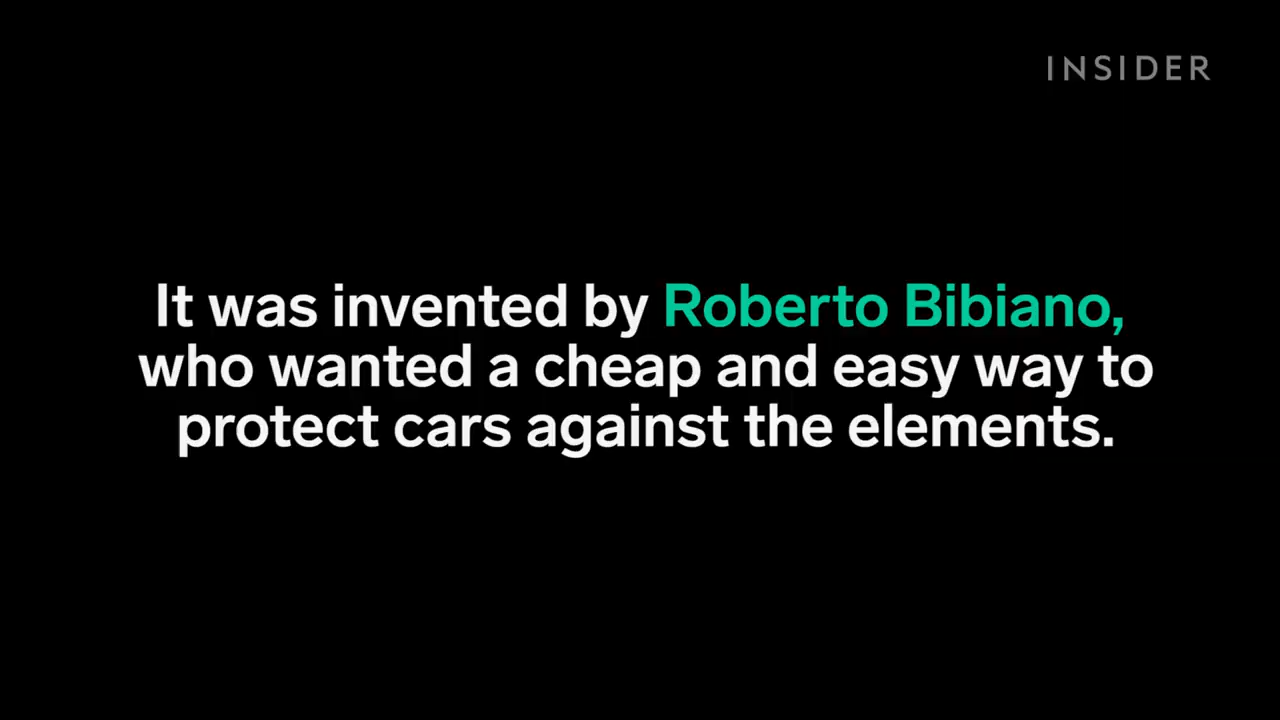 INSIDER
It was invented by Roberto Bibiano,
who wanted a cheap and easy way to
protect cars against the elements.